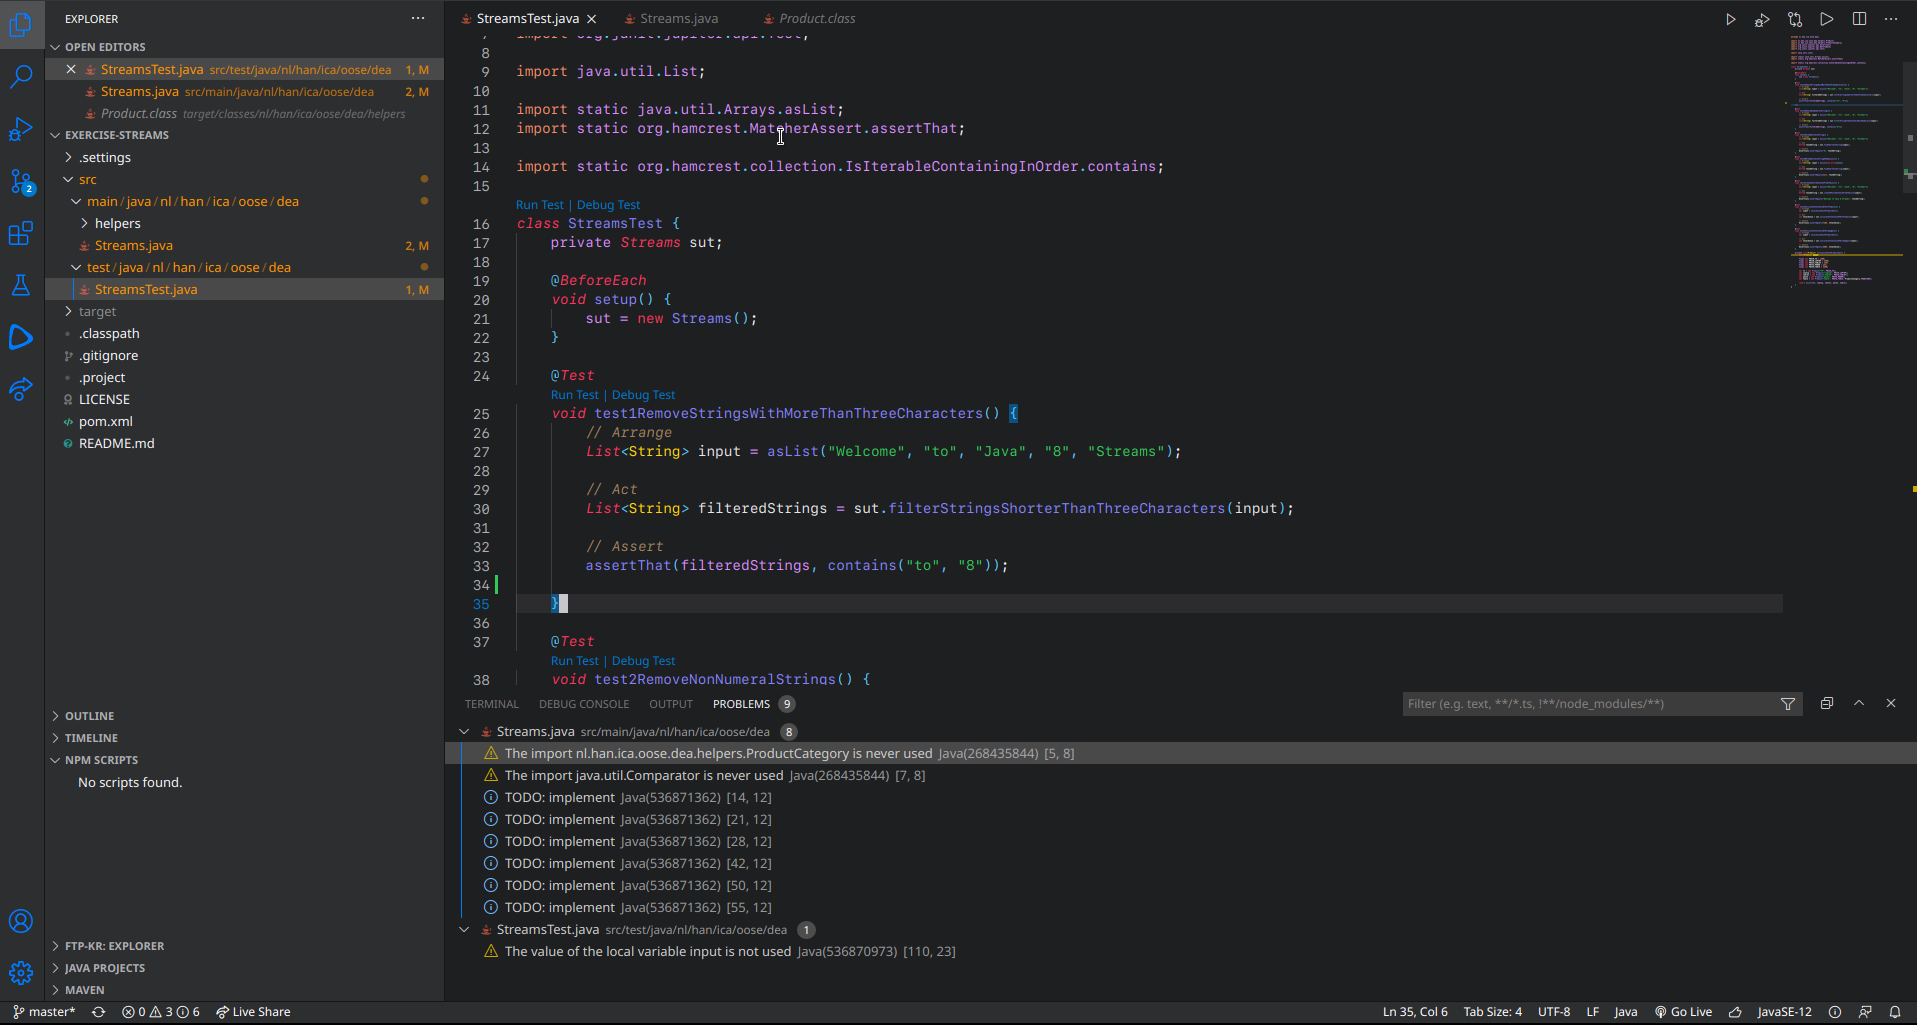 EXPLORER
OPEN EDITORS
StreamsTest.java src/test/java/nl/han/ica/oose/dea 1, M
Streams.java src/main/java/nl/han/ica/oose/dea 2, M
Product.class target/classes/nl/han/ica/oose/dea/helpers
EXERCISE-STREAMS
.settings
src
main / java / nl / han / ica / oose / dea
helpers
Streams.java 2, M
test / java / nl / han / ica / oose / dea
StreamsTest.java 1, M
target
.classpath
.gitignore
.project
LICENSE
pom.xml
README.md
2
OUTLINE
TIMELINE
NPM SCRIPTS
No scripts found.
FTP-KR: EXPLORER
JAVA PROJECTS
MAVEN
StreamsTest.java Streams.java Product.class
7 import org.junit.jupiter.api.Test;
8
9 import java.util.List;
10
11 import static java.util.Arrays.asList;
12 import static org.hamcrest.MatcherAssert.assertThat;
13
14 import static org.hamcrest.collection.IsIterableContainingInOrder.contains;
15
Run Test | Debug Test
16 class StreamsTest {
17 private Streams sut;
18
19 @BeforeEach
20 void setup() {
21 sut = new Streams();
22 }
23
24 @Test
Run Test | Debug Test
25 void test1RemoveStringsWithMoreThanThreeCharacters() {
26 // Arrange
27 List<String> input = asList("Welcome", "to", "Java", "8", "Streams");
28
29 // Act
30 List<String> filteredStrings = sut.filterStringsShorterThanThreeCharacters(input);
31
32 // Assert
33 assertThat(filteredStrings, contains("to", "8"));
34
35 }
36
37 @Test
Run Test | Debug Test
38 void test2RemoveNonNumeralStrings() {
TERMINAL DEBUG CONSOLE OUTPUT PROBLEMS 9 Filter (e.g. text, **/*.ts, !**/node_modules/**)
Streams.java src/main/java/nl/han/ica/oose/dea 8
The import nl.han.ica.oose.dea.helpers.ProductCategory is never used Java(268435844) [5, 8]
The import java.util.Comparator is never used Java(268435844) [7, 8]
TODO: implement Java(536871362) [14, 12]
TODO: implement Java(536871362) [21, 12]
TODO: implement Java(536871362) [28, 12]
TODO: implement Java(536871362) [42, 12]
TODO: implement Java(536871362) [50, 12]
TODO: implement Java(536871362) [55, 12]
StreamsTest.java src/test/java/nl/han/ica/oose/dea 1
The value of the local variable input is not used Java(536870973) [110, 23]
master* 0 3 6 Live Share Ln 35, Col 6 Tab Size: 4 UTF-8 LF Java Go Live JavaSE-12